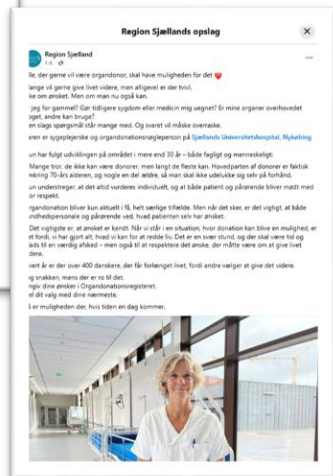 Region Sjællands opslag
Region Sjælland
1 d.
lle, der gerne vil være organdonor, skal have muligheden for det
lange vil gerne give livet videre, men alligevel er der tvivl.
ke om ønsket. Men om man nu også kan.
jeg for gammel? Gør tidligere sygdom eller medicin mig uegnet? Er mine organer overhovedet
oget, andre kan bruge?
en slags spørgsmål står mange med. Og svaret vil måske overraske.
eren er sygeplejerske og organdonationsnøgleperson på Sjællands Universitetshospital, Nykøbing
un har fulgt udviklingen på området i mere end 30 år – både fagligt og menneskeligt:
Mange tror, de ikke kan være donorer, men langt de fleste kan. Hovedparten af donorer er faktisk
mkring 70-års alderen, og nogle en del ældre, så man skal ikke udelukke sig selv på forhånd.
un understreger, at det altid vurderes individuelt, og at både patient og pårørende bliver mødt med
or respekt.
rgandonation bliver kun aktuelt i få, helt særlige tilfælde. Men når det sker, er det vigtigt, at både
undhedspersonale og pårørende ved, hvad patienten selv har ønsket.
Det vigtigste er, at ønsket er kendt. Når vi står i en situation, hvor donation kan blive en mulighed, er
et fordi, vi har gjort alt, hvad vi kan for at redde liv. Det er en svær stund, og der skal være tid og
lads til en værdig afsked – men også til at respektere det ønske, der måtte være om at give livet
dere.
vert år er der over 400 danskere, der får forlænget livet, fordi andre vælger at give det videre.
ag snakken, mens der er ro til det.
ngiv dine ønsker i Organdonationsregisteret.
el dit valg med dine nærmeste.
å er muligheden der, hvis tiden en dag kommer.